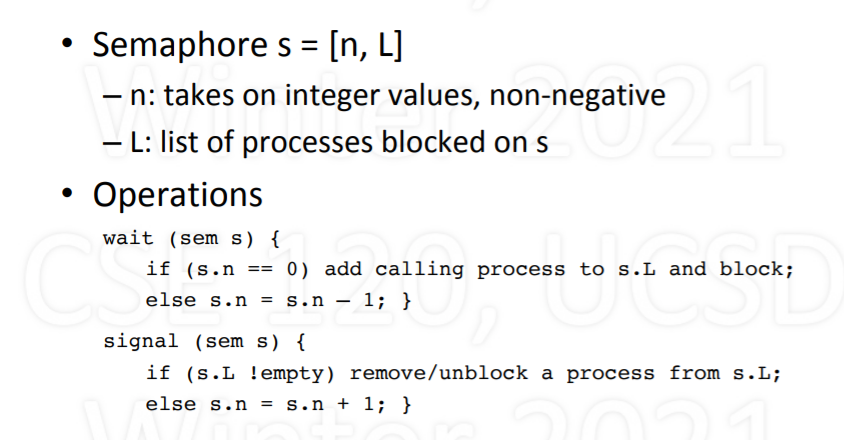 • Semaphore s = [n, L]
– n: takes on integer values, non-negative
– L: list of processes blocked on s
• Operations
wait (sem s) {
if (s.n == 0) add calling process to s.L and block;
else s.n = s.n – 1; }
signal (sem s) {
if (s.L !empty) remove/unblock a process from s.L;
else s.n = s.n + 1; }
Winter 2021
CSE 120, UCSD
Winter 2021